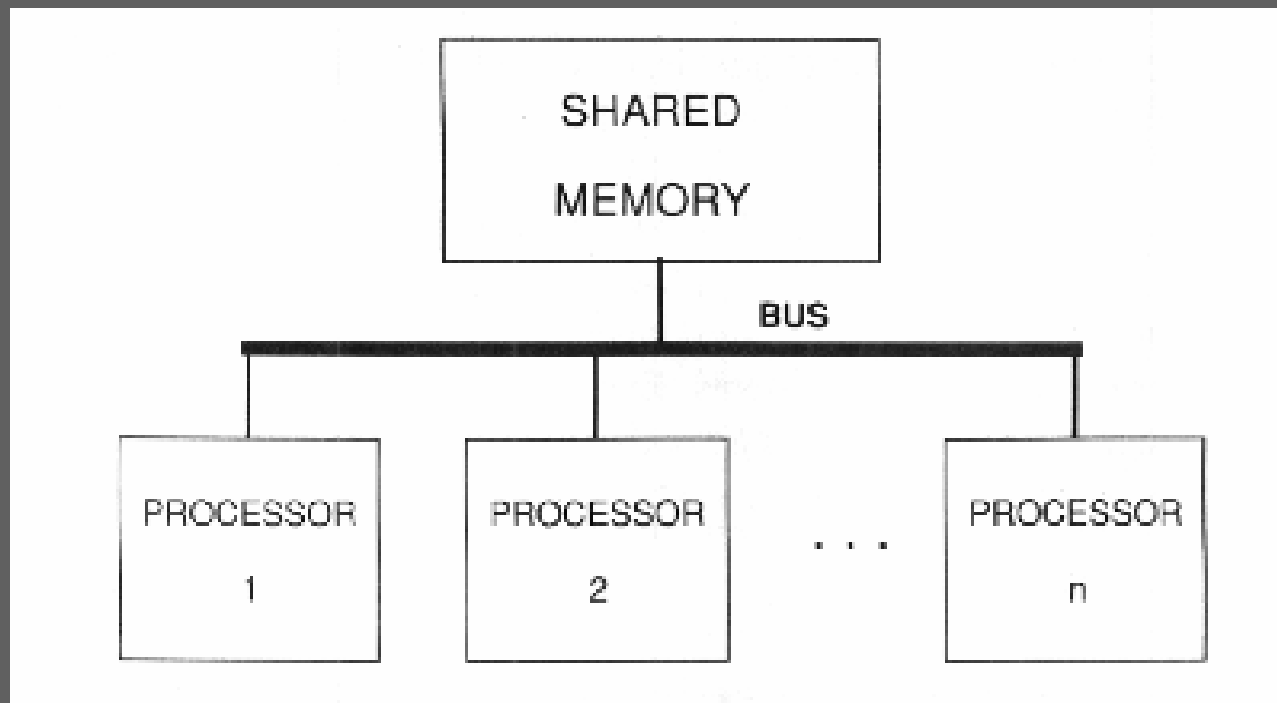 SHARED
MEMORY
BUS
PROCESSOR
1
PROCESSOR
2
. . .
PROCESSOR
n